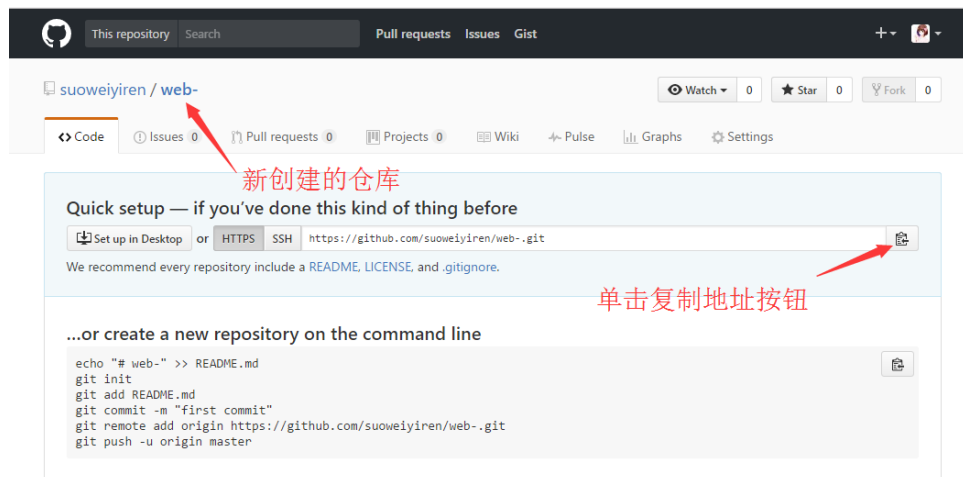 This repository Search Pull requests Issues Gist
suoweiyiren / web- Watch 0 Star 0 Fork 0
Code Issues 0 Pull requests 0 Projects 0 Wiki Pulse Graphs Settings
新创建的仓库
Quick setup — if you've done this kind of thing before
Set up in Desktop or HTTPS SSH https://github.com/suoweiyiren/web-.git
We recommend every repository include a README, LICENSE, and .gitignore.
单击复制地址按钮
...or create a new repository on the command line
echo "# web-" >> README.md
git init
git add README.md
git commit -m "first commit"
git remote add origin https://github.com/suoweiyiren/web-.git
git push -u origin master